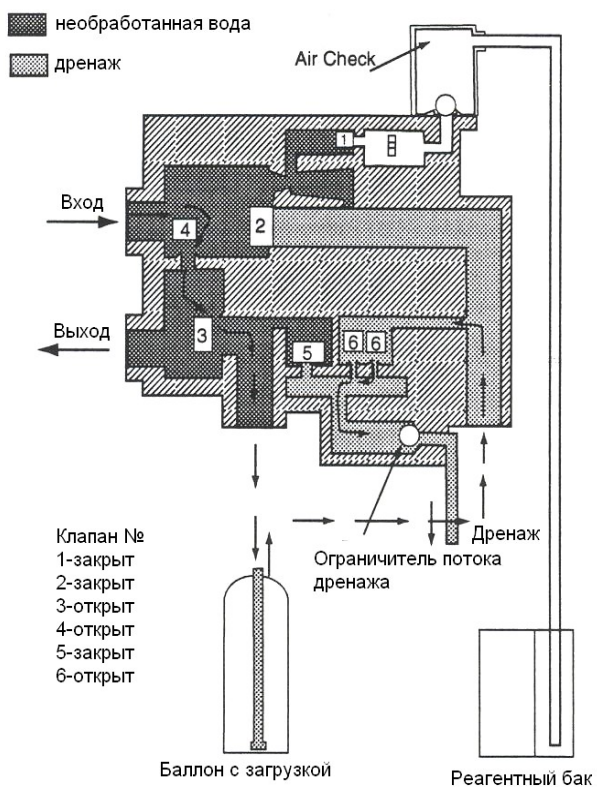 необработанная вода
дренаж
Air Check
1
Вход
4
2
Выход
3
5
6
6
Дренаж
Ограничитель потока
дренажа
Клапан №
1-закрыт
2-закрыт
3-открыт
4-открыт
5-закрыт
6-открыт
Баллон с загрузкой
Реагентный бак